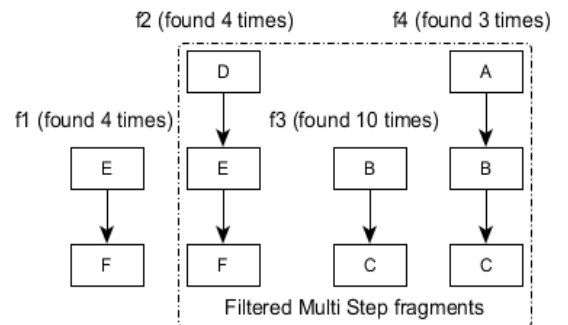 f2 (found 4 times)
f4 (found 3 times)
D
A
f1 (found 4 times)
f3 (found 10 times)
E
E
B
B
F
F
C
C
Filtered Multi Step fragments